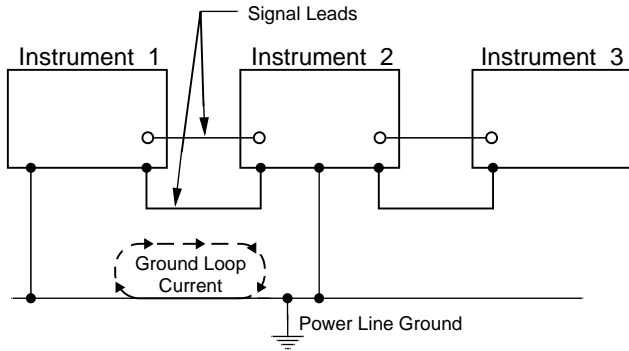 Signal Leads
Instrument 1
Instrument 2
Instrument 3
Ground Loop
Current
Power Line Ground